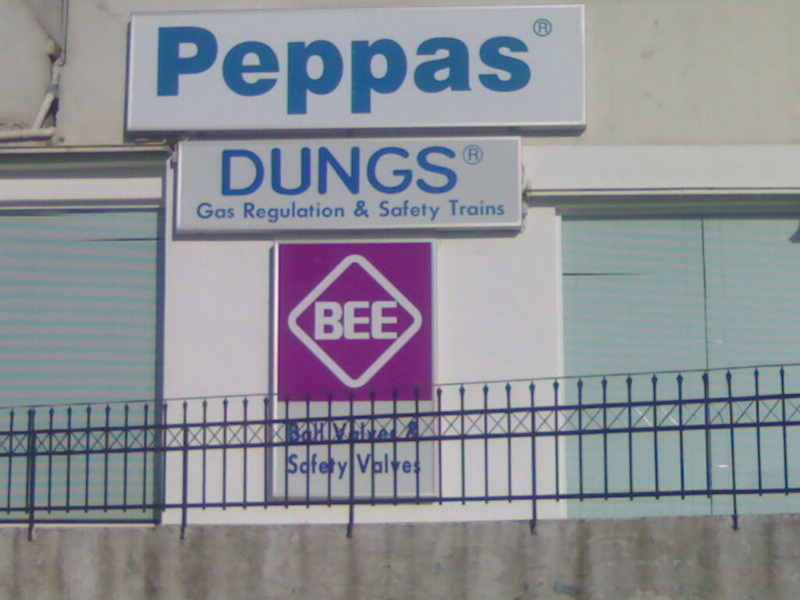 Peppas®
DUNGS®
Gas Regulation & Safety Trains
BEE
Ball Valves &
Safety Valves